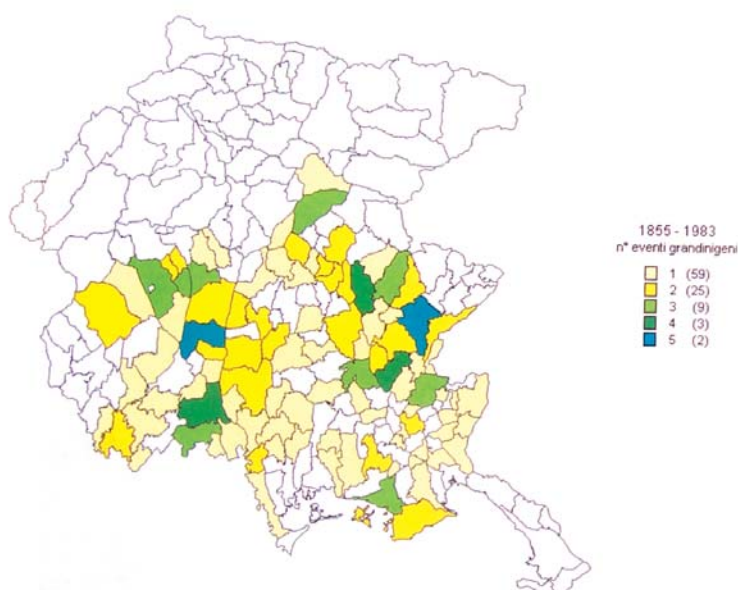 1855 - 1983
n° eventi grandinigeni
1 (59)
2 (25)
3 (9)
4 (3)
5 (2)